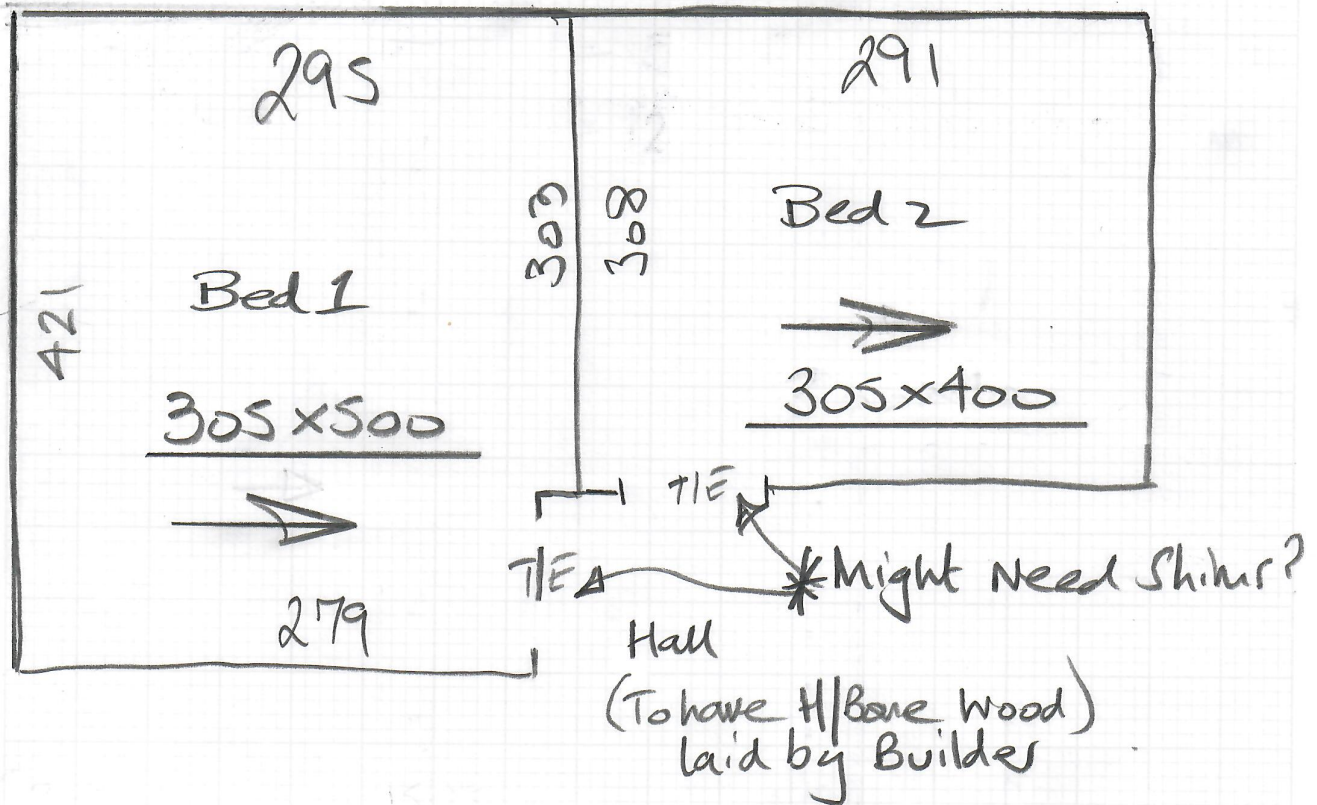 295
291
309
308
Bed 2
Bed 1
421
305x400
305x500
T/E
T/E
*Might Need Shims?
279
Hall
(To have H/Bone Wood)
laid by Builder